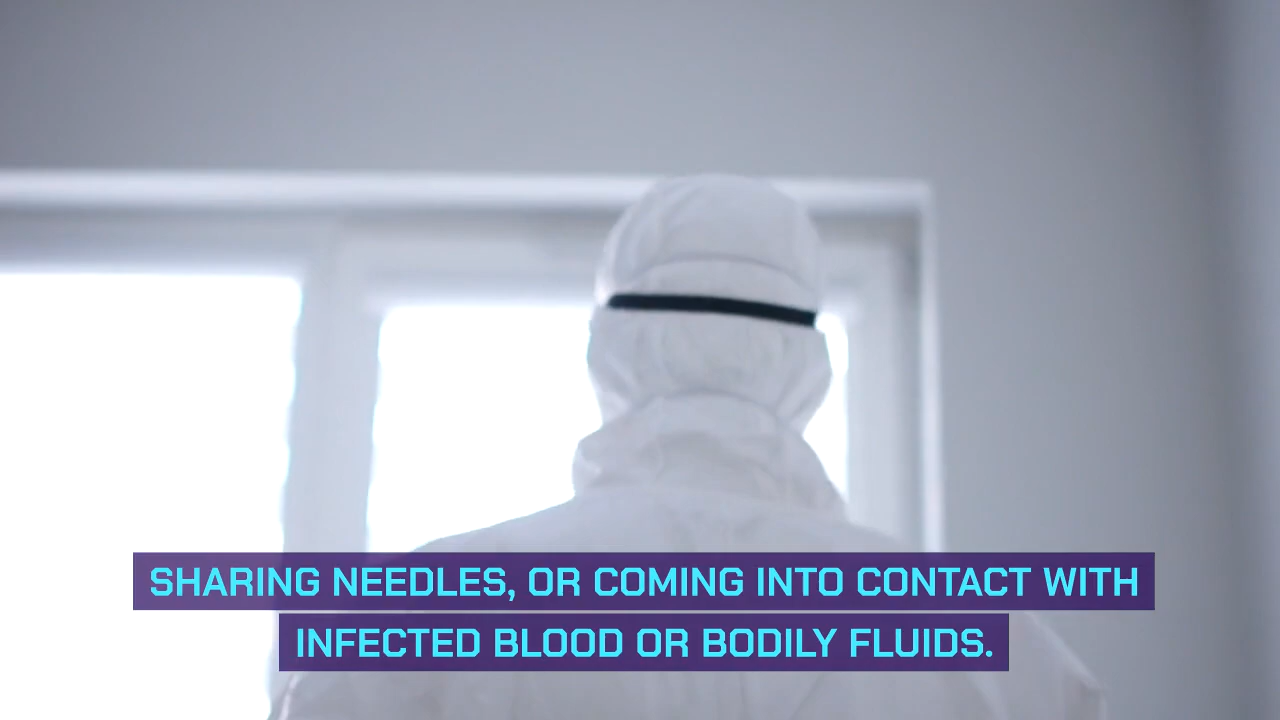 SHARING NEEDLES, OR COMING INTO CONTACT WITH
INFECTED BLOOD OR BODILY FLUIDS.